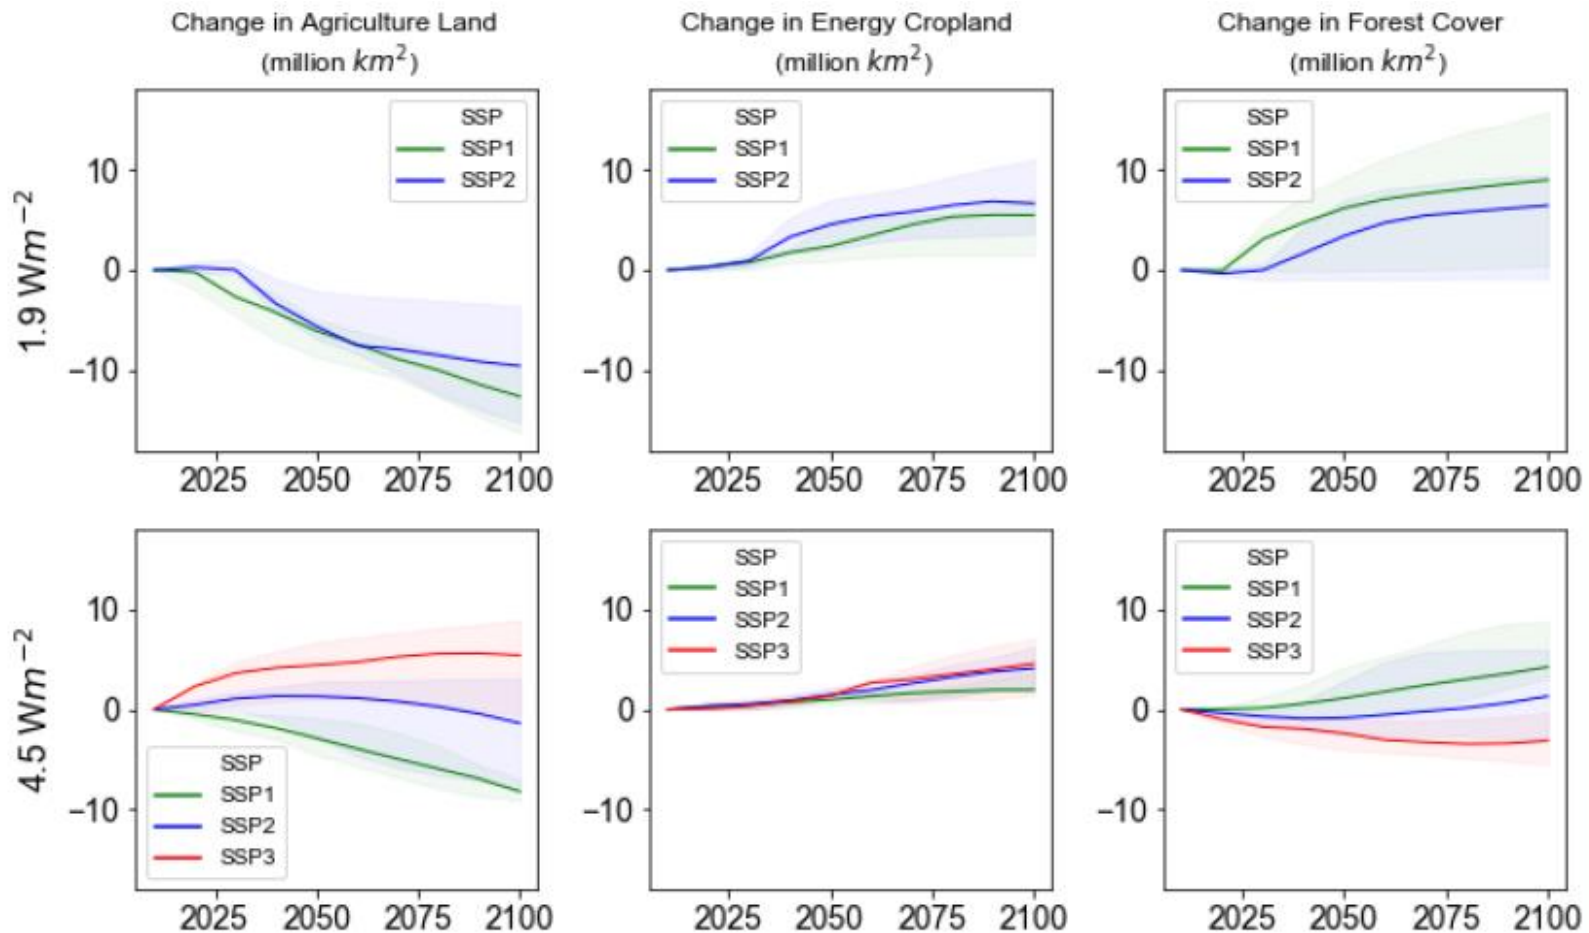 Change in Agriculture Land
(million km²)
Change in Energy Cropland
(million km²)
Change in Forest Cover
(million km²)
1.9 Wm⁻²
10
0
−10
SSP
SSP1
SSP2
2025 2050 2075 2100
10
0
−10
SSP
SSP1
SSP2
2025 2050 2075 2100
10
0
−10
SSP
SSP1
SSP2
2025 2050 2075 2100
4.5 Wm⁻²
10
0
−10
SSP
SSP1
SSP2
SSP3
2025 2050 2075 2100
10
0
−10
SSP
SSP1
SSP2
SSP3
2025 2050 2075 2100
10
0
−10
SSP
SSP1
SSP2
SSP3
2025 2050 2075 2100